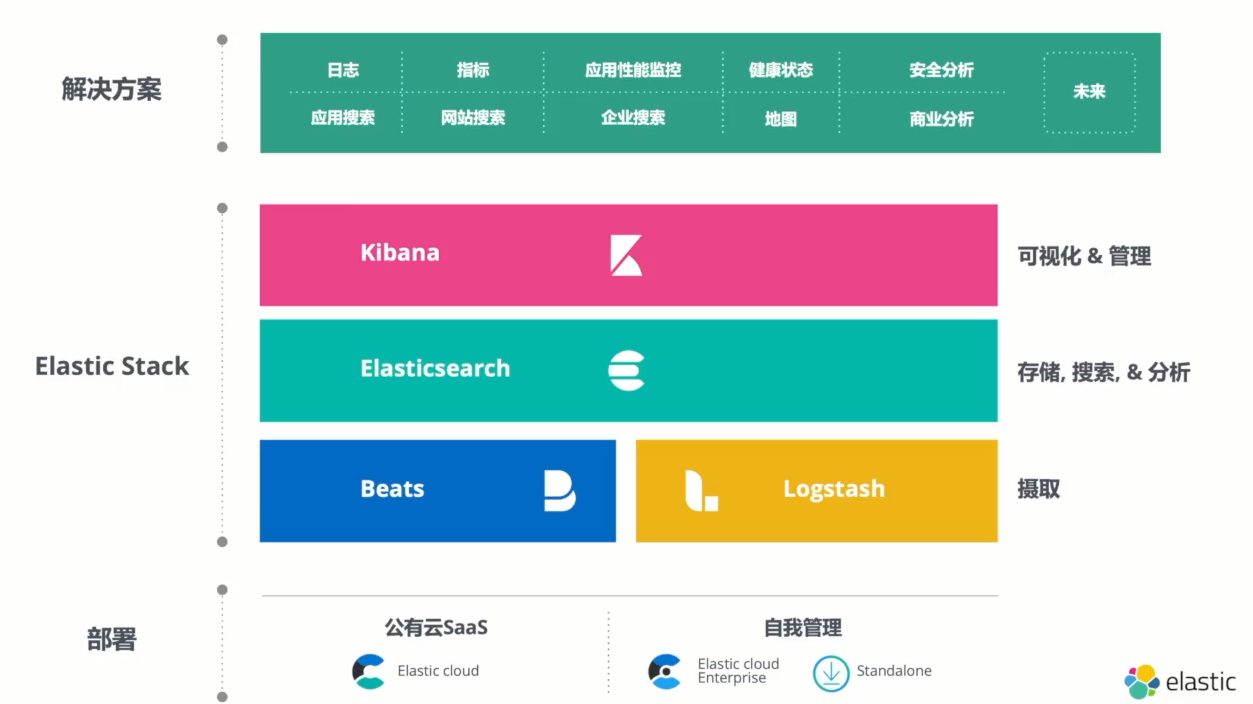 解决方案
日志 指标 应用性能监控 健康状态 安全分析
未来
应用搜索 网站搜索 企业搜索 地图 商业分析
Elastic Stack
Kibana
可视化 & 管理
Elasticsearch
存储, 搜索, & 分析
Beats
Logstash
摄取
部署
公有云SaaS
Elastic cloud
自我管理
Elastic cloud
Enterprise
Standalone
elastic